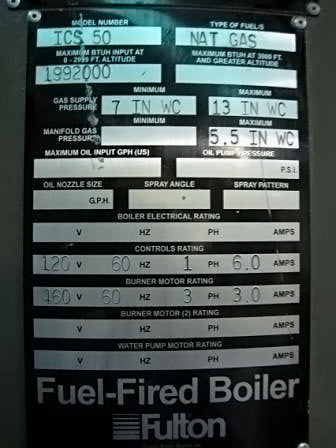 MODEL NUMBER TYPE OF FUEL/S
ICS 50 NAT GAS
MAXIMUM BTUH INPUT AT MAXIMUM BTUH AT 3000 FT.
0 - 2999 FT. ALTITUDE AND GREATER ALTITUDE
1992000
MINIMUM MAXIMUM
GAS SUPPLY PRESSURE 7 IN WC 13 IN WC
MINIMUM MAXIMUM
MANIFOLD GAS PRESSURE 5.5 IN WC
MAXIMUM OIL INPUT GPH (US) OIL PUMP PRESSURE
P.S.I.
OIL NOZZLE SIZE SPRAY ANGLE SPRAY PATTERN
G.P.H.
BOILER ELECTRICAL RATING
V HZ PH AMPS
CONTROLS RATING
120 V 60 HZ 1 PH 6.0 AMPS
BURNER MOTOR RATING
460 V 60 HZ 3 PH 3.0 AMPS
BURNER MOTOR (2) RATING
V HZ PH AMPS
WATER PUMP MOTOR RATING
V HZ PH AMPS
Fuel-Fired Boiler
Fulton